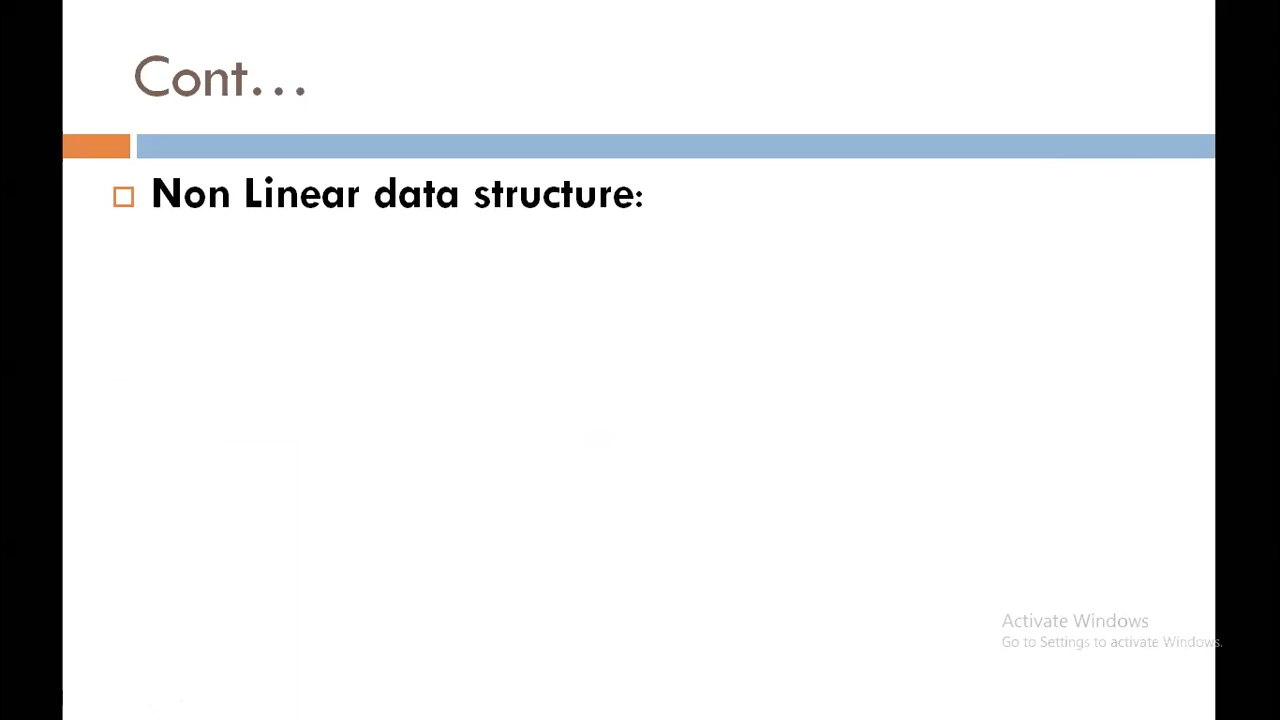 Cont...
Non Linear data structure:
Activate Windows
Go to Settings to activate Windows.